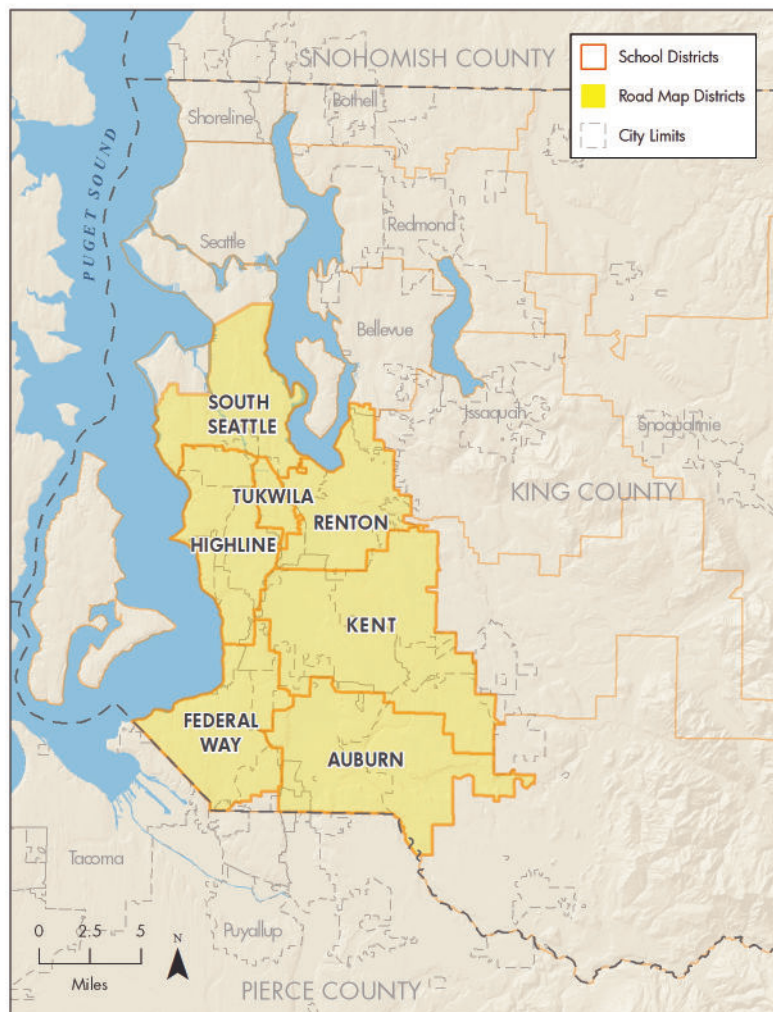 SNOHOMISH COUNTY
School Districts
Road Map Districts
City Limits
Bothell
Shoreline
PUGET SOUND
Redmond
Seattle
Bellevue
SOUTH
SEATTLE
Issaquah
Snoqualmie
TUKWILA
KING COUNTY
RENTON
HIGHLINE
KENT
FEDERAL
WAY
AUBURN
Tacoma
0 2.5 5
Miles
N
Puyallup
PIERCE COUNTY